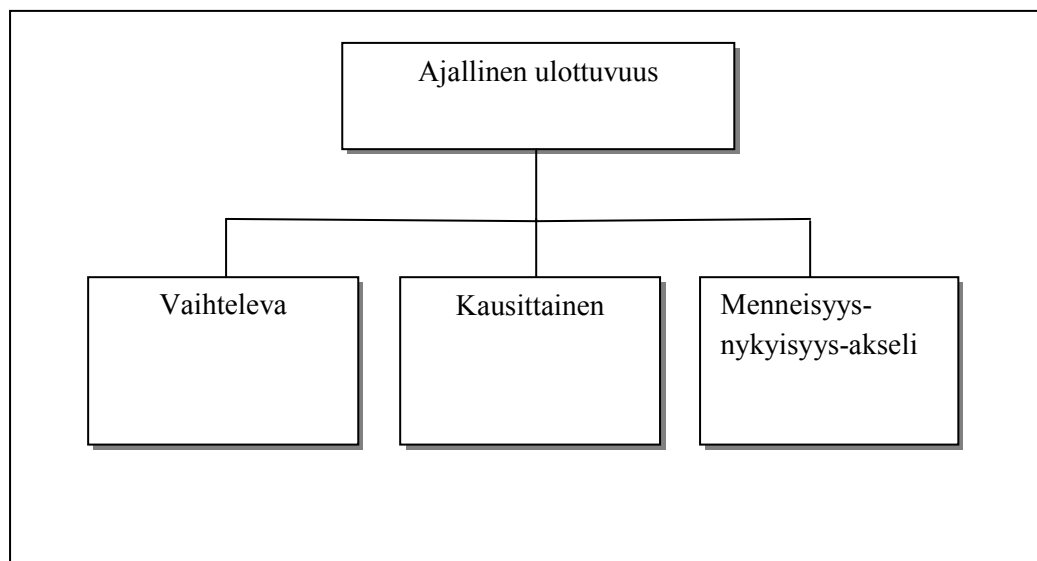 Ajallinen ulottuvuus
Vaihteleva
Kausittainen
Menneisyys-
nykyisyys-akseli